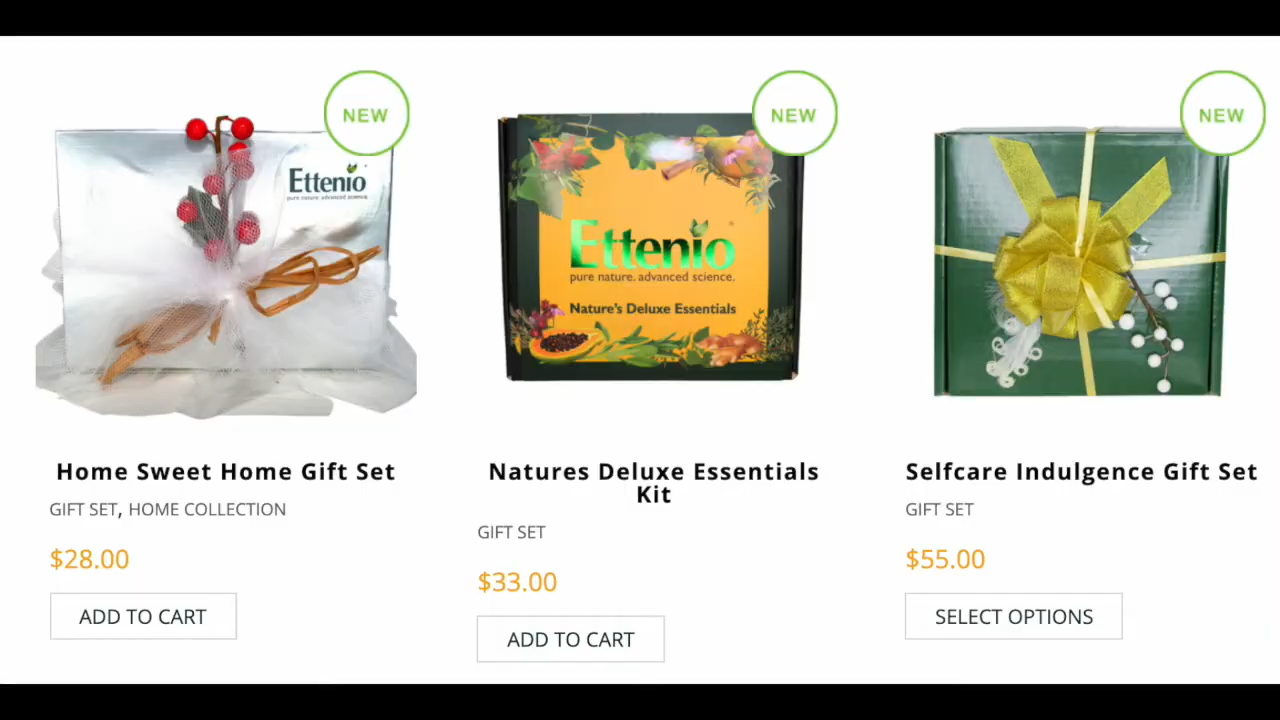 NEW
NEW
NEW
Ettenio
pure nature. advanced science.
Ettenio
pure nature. advanced science.
Nature's Deluxe Essentials
Home Sweet Home Gift Set
GIFT SET, HOME COLLECTION
$28.00
ADD TO CART
Natures Deluxe Essentials
Kit
GIFT SET
$33.00
ADD TO CART
Selfcare Indulgence Gift Set
GIFT SET
$55.00
SELECT OPTIONS